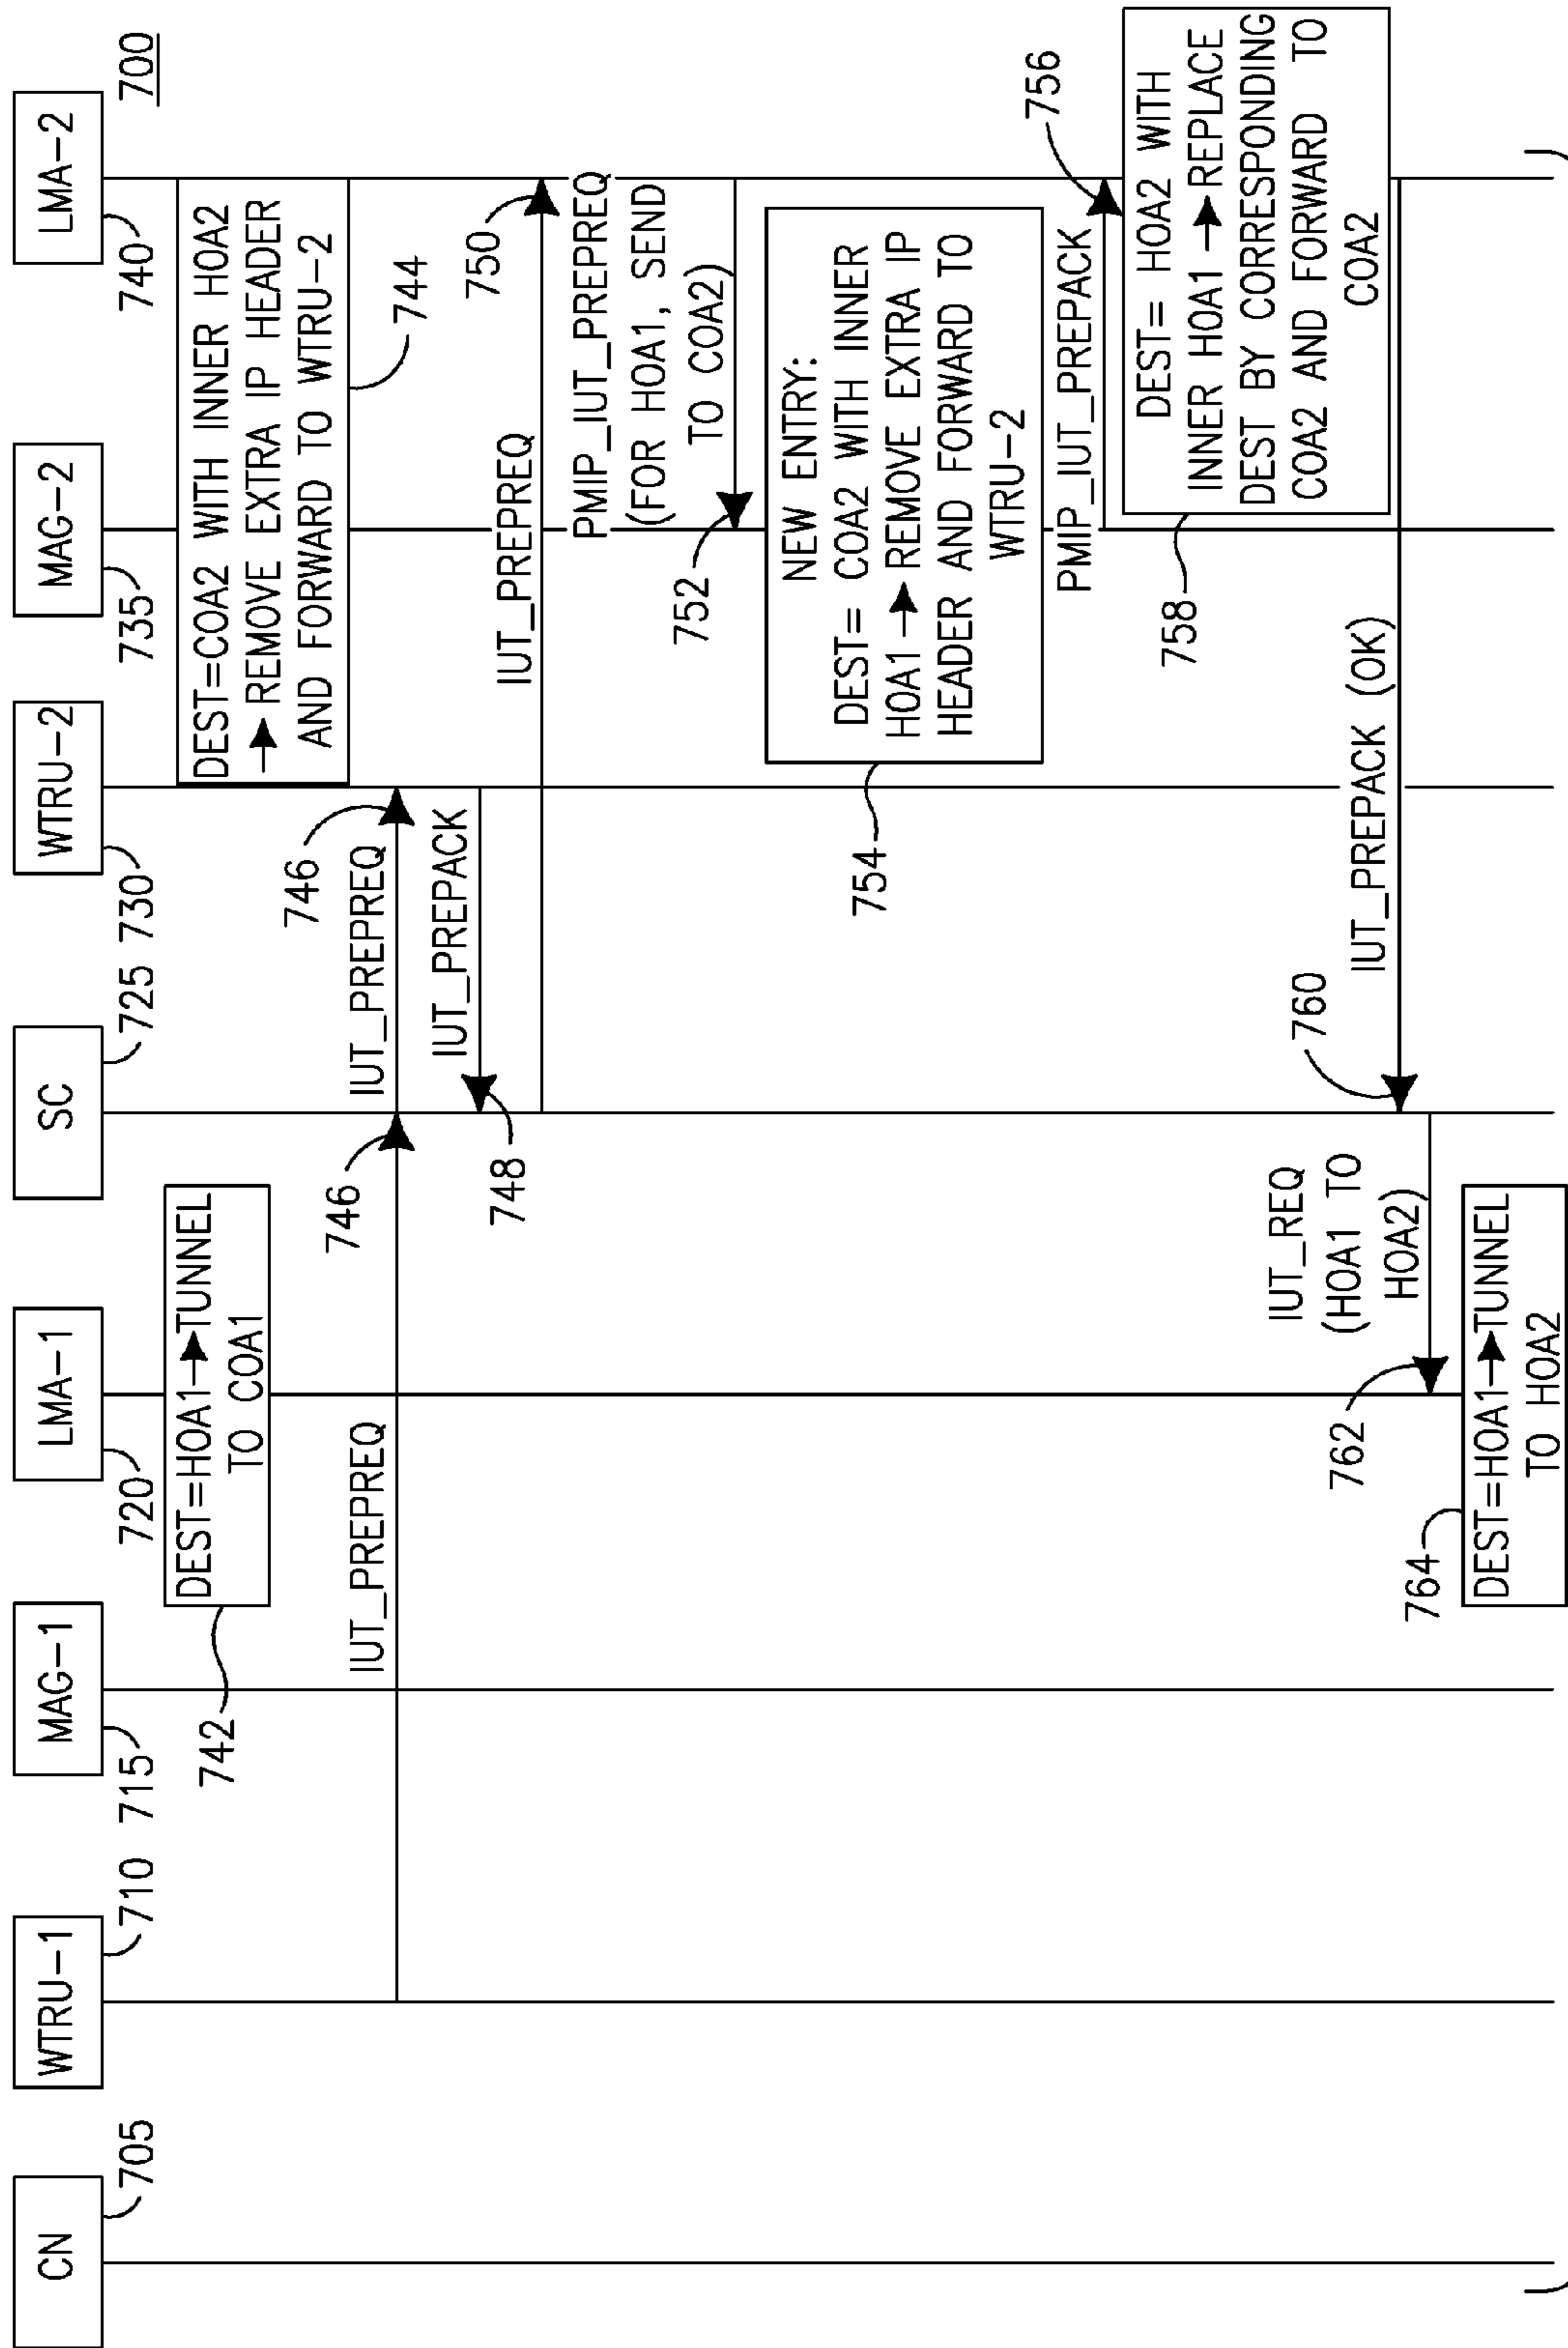 700
CN
705
WTRU-1
710
MAG-1
715
LMA-1
720
SC
725
WTRU-2
730
MAG-2
735
LMA-2
740
DEST=HOA1→TUNNEL
TO COA1
742
DEST=COA2 WITH INNER HOA2
→REMOVE EXTRA IP HEADER
AND FORWARD TO WTRU-2
744
IUT_PREPREQ
746
IUT_PREPREQ
746
IUT_PREPACK
748
IUT_PREPREQ
750
PMIP_IUT_PREPREQ
(FOR HOA1, SEND
TO COA2)
752
NEW ENTRY:
DEST= COA2 WITH INNER
HOA1→REMOVE EXTRA IP
HEADER AND FORWARD TO
WTRU-2
754
PMIP_IUT_PREPACK
756
DEST= HOA2 WITH
INNER HOA1→REPLACE
DEST BY CORRESPONDING
COA2 AND FORWARD TO
COA2
758
IUT_PREPACK (OK)
760
IUT_REQ
(HOA1 TO
HOA2)
762
DEST=HOA1→TUNNEL
TO HOA2
764